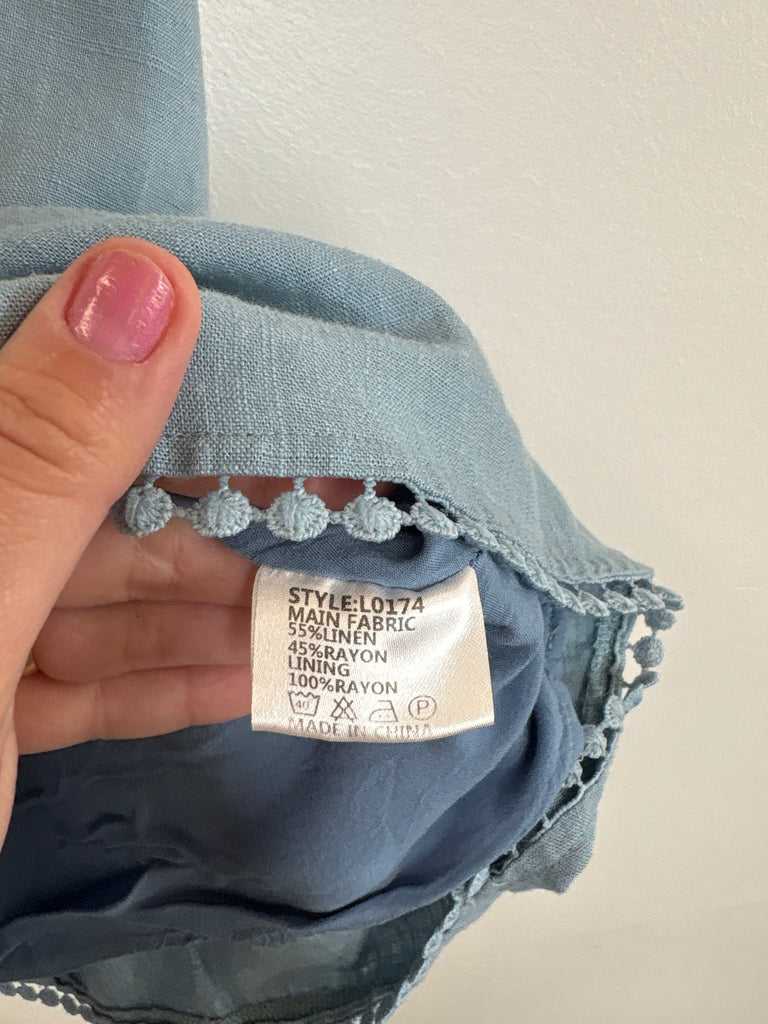 STYLE:L0174
MAIN FABRIC
55%LINEN
45%RAYON
LINING
100%RAYON
40 P
MADE IN CHINA